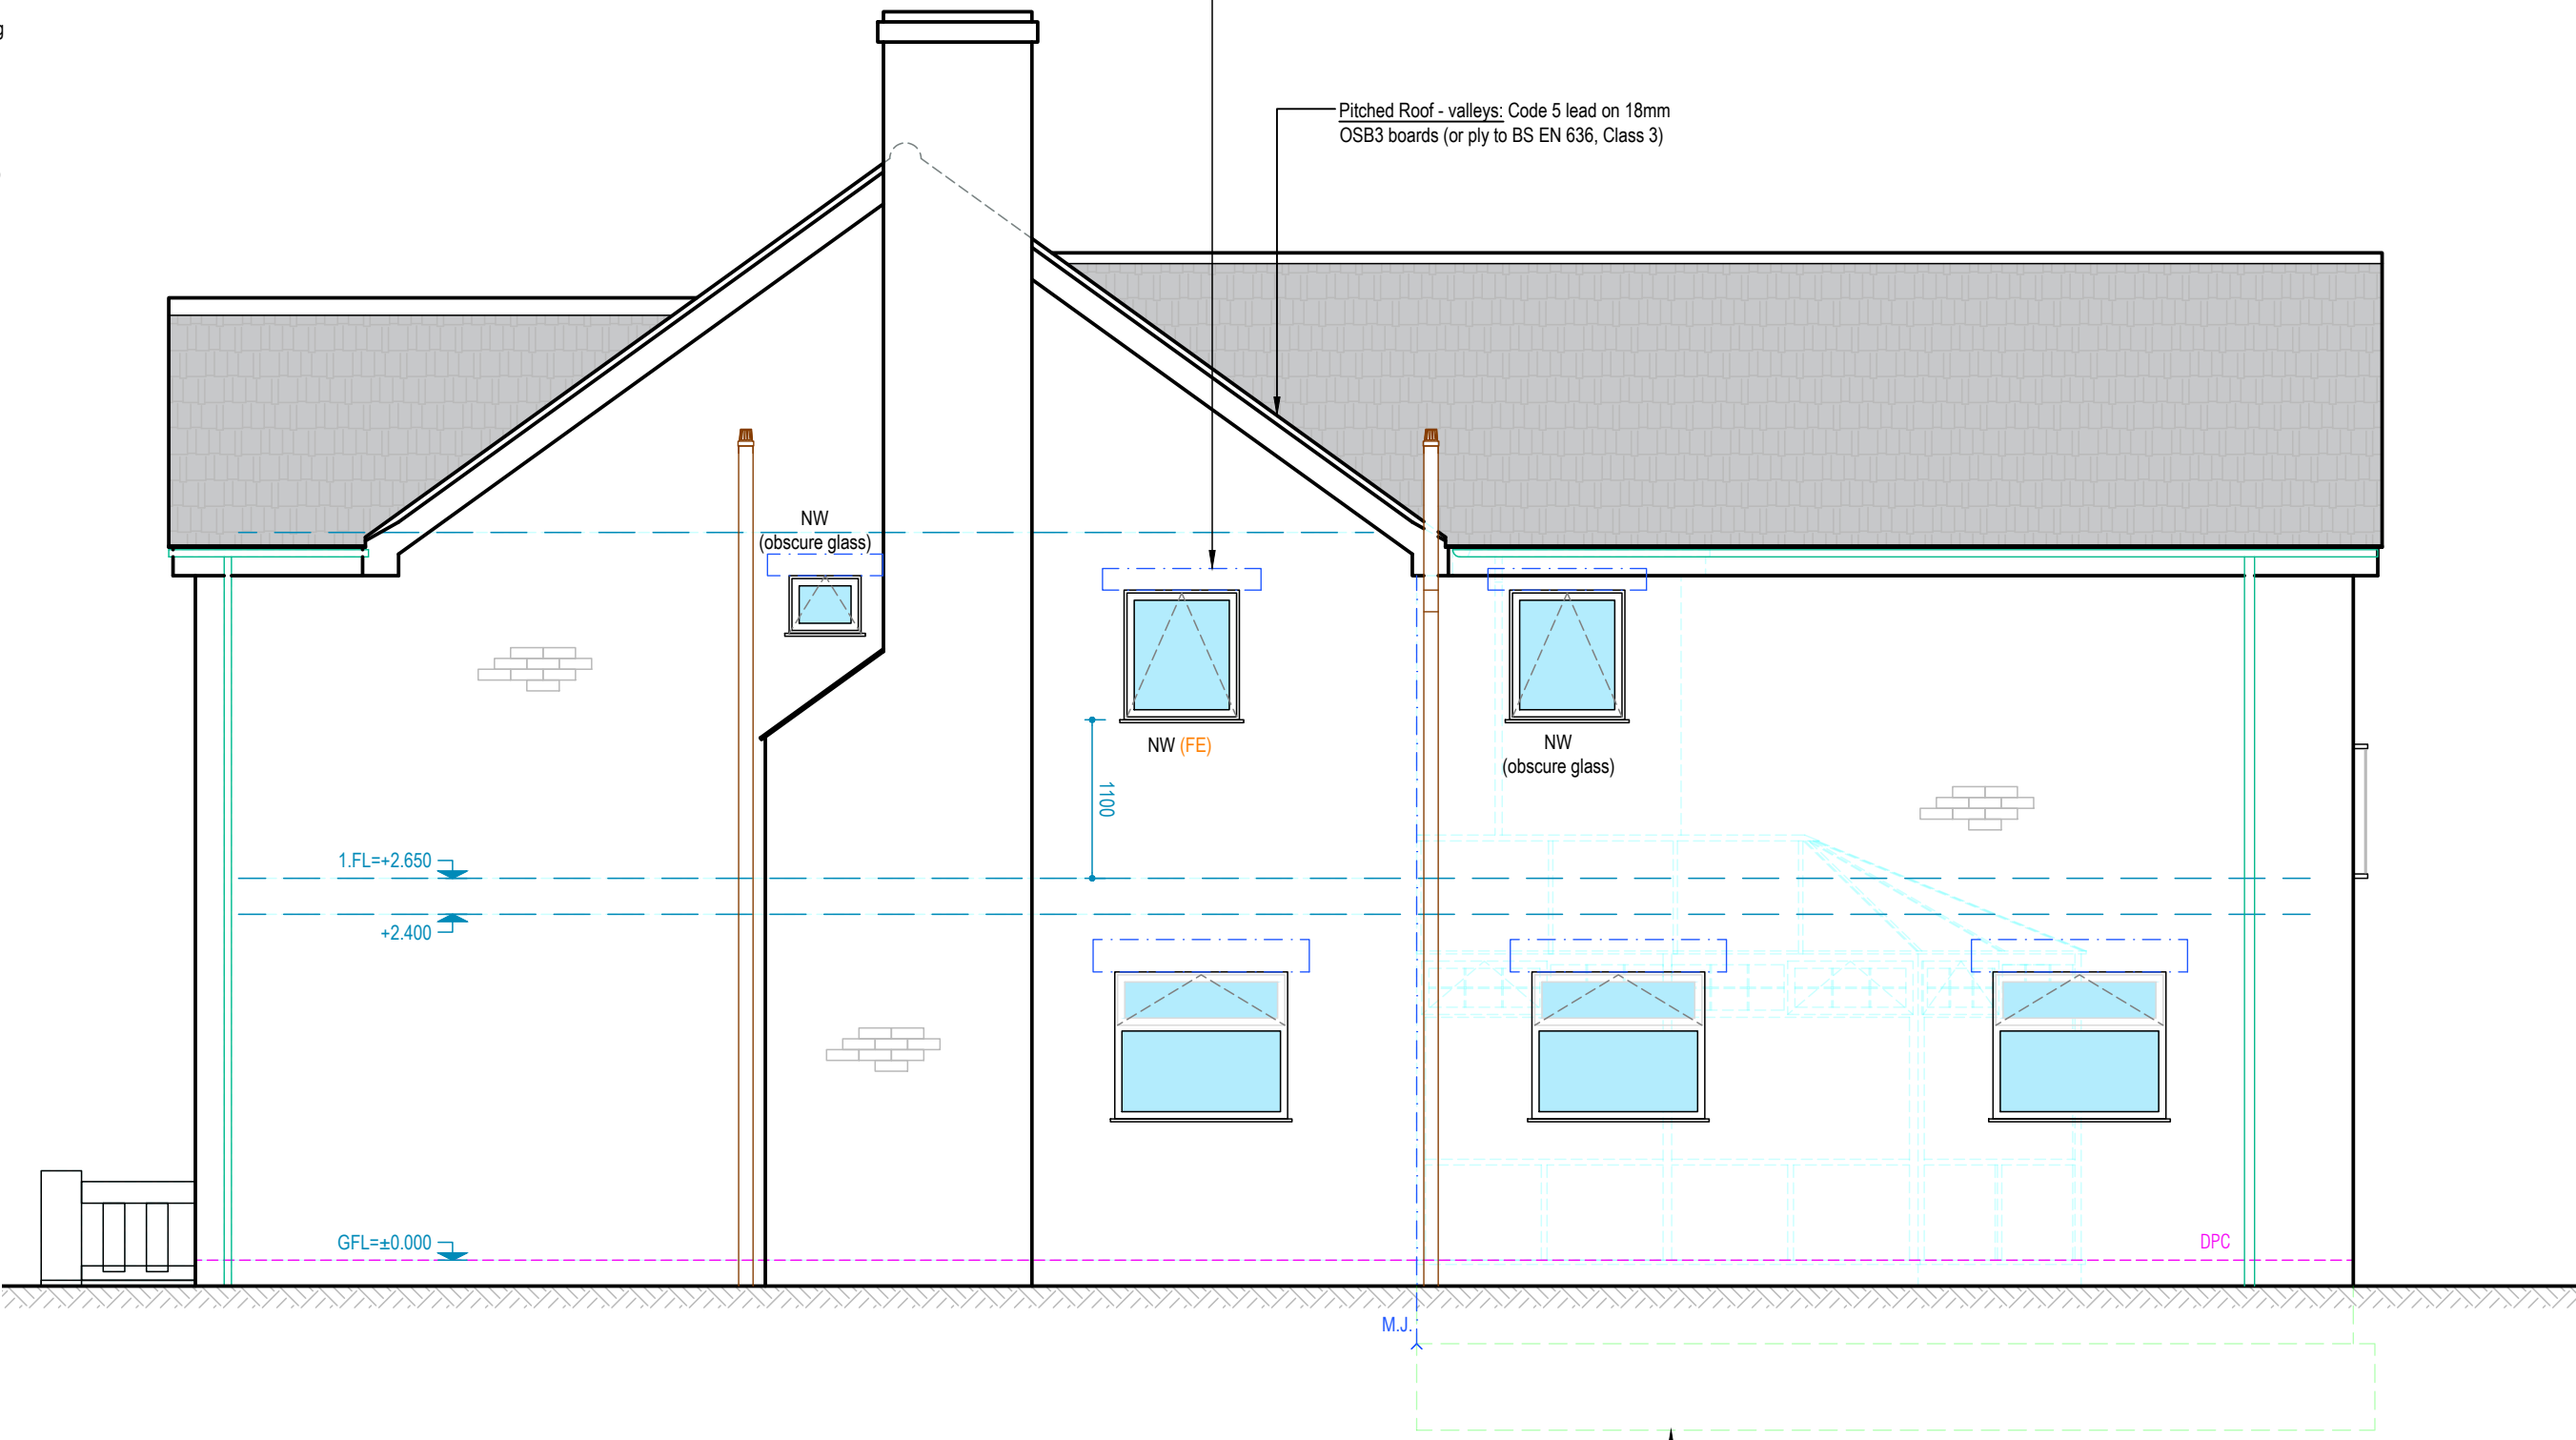 g
Pitched Roof - valleys: Code 5 lead on 18mm
OSB3 boards (or ply to BS EN 636, Class 3)
NW
(obscure glass)
NW (FE)
NW
(obscure glass)
1100
1.FL=+2.650
+2.400
GFL=±0.000
DPC
M.J.